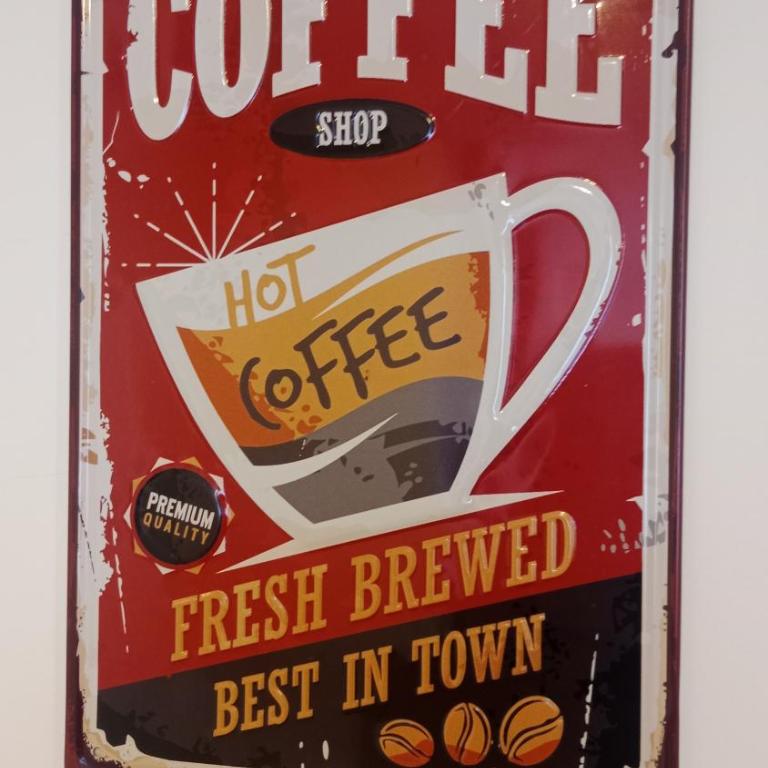 COFFEE
SHOP
HOT
COFFEE
PREMIUM
QUALITY
FRESH BREWED
BEST IN TOWN